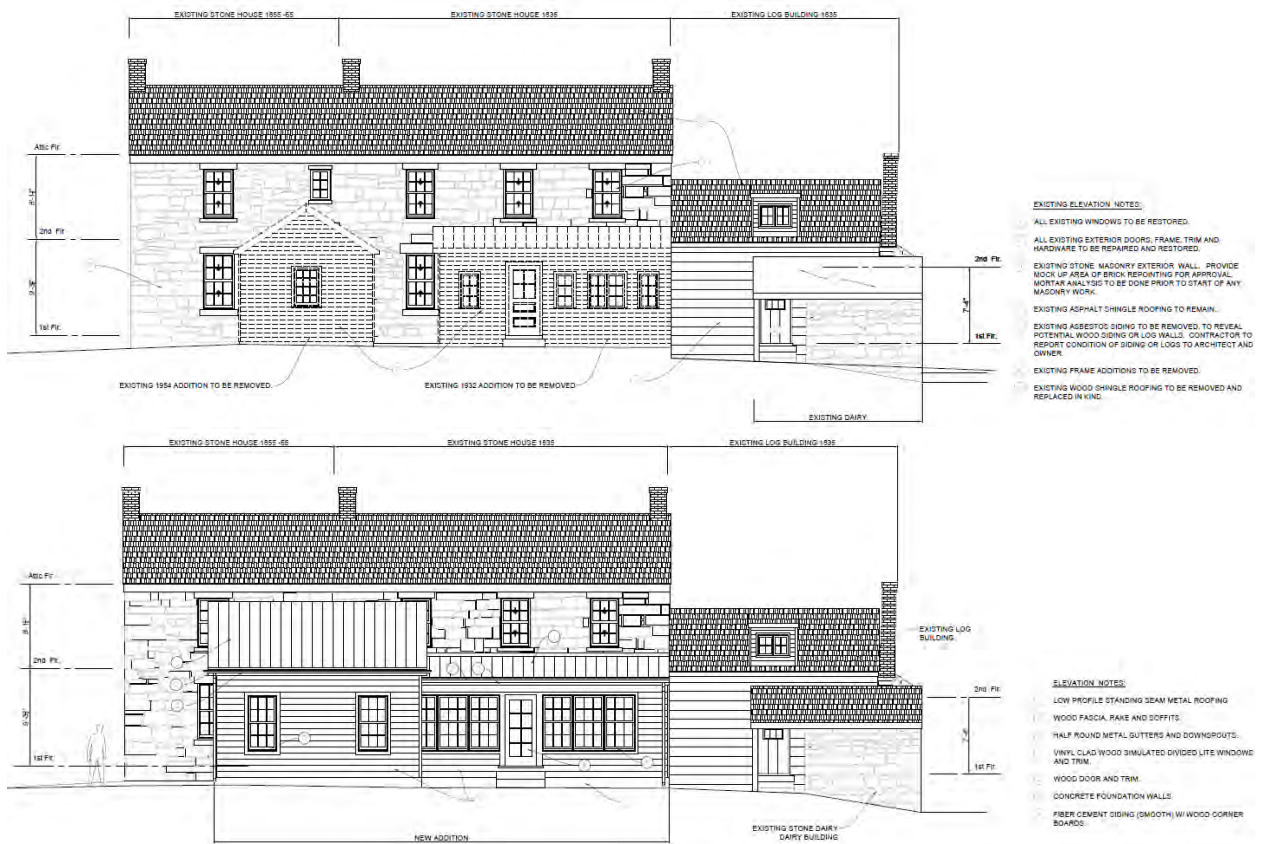 EXISTING STONE HOUSE 1855 -65
EXISTING STONE HOUSE 1835
EXISTING LOG BUILDING 1835
Attic Flr.
2nd Flr.
1st Flr.
2nd Flr.
7'-4"
1st Flr.
EXISTING 1954 ADDITION TO BE REMOVED.
EXISTING 1932 ADDITION TO BE REMOVED
EXISTING DAIRY
EXISTING ELEVATION NOTES:
ALL EXISTING WINDOWS TO BE RESTORED.
ALL EXISTING EXTERIOR DOORS, FRAME, TRIM AND
HARDWARE TO BE REPAIRED AND RESTORED.
EXISTING STONE MASONRY EXTERIOR WALL. PROVIDE
MOCK UP AREA OF BRICK REPOINTING FOR APPROVAL.
MORTAR ANALYSIS TO BE DONE PRIOR TO START OF ANY
MASONRY WORK.
EXISTING ASPHALT SHINGLE ROOFING TO REMAIN.
EXISTING ASBESTOS SIDING TO BE REMOVED, TO REVEAL
POTENTIAL WOOD SIDING OR LOG WALLS. CONTRACTOR TO
REPORT CONDITION OF SIDING OR LOGS TO ARCHITECT AND
OWNER.
EXISTING FRAME ADDITIONS TO BE REMOVED.
EXISTING WOOD SHINGLE ROOFING TO BE REMOVED AND
REPLACED IN KIND.
EXISTING STONE HOUSE 1855 -65
EXISTING STONE HOUSE 1835
EXISTING LOG BUILDING 1835
Attic Flr.
2nd Flr.
1st Flr.
EXISTING LOG
BUILDING
2nd Flr.
7'-4"
1st Flr.
NEW ADDITION
EXISTING STONE DAIRY
DAIRY BUILDING
ELEVATION NOTES:
LOW PROFILE STANDING SEAM METAL ROOFING
WOOD FASCIA, RAKE AND SOFFITS.
HALF ROUND METAL GUTTERS AND DOWNSPOUTS.
VINYL CLAD WOOD SIMULATED DIVIDED LITE WINDOWS
AND TRIM.
WOOD DOOR AND TRIM.
CONCRETE FOUNDATION WALLS.
FIBER CEMENT SIDING (SMOOTH) W/ WOOD CORNER
BOARDS.